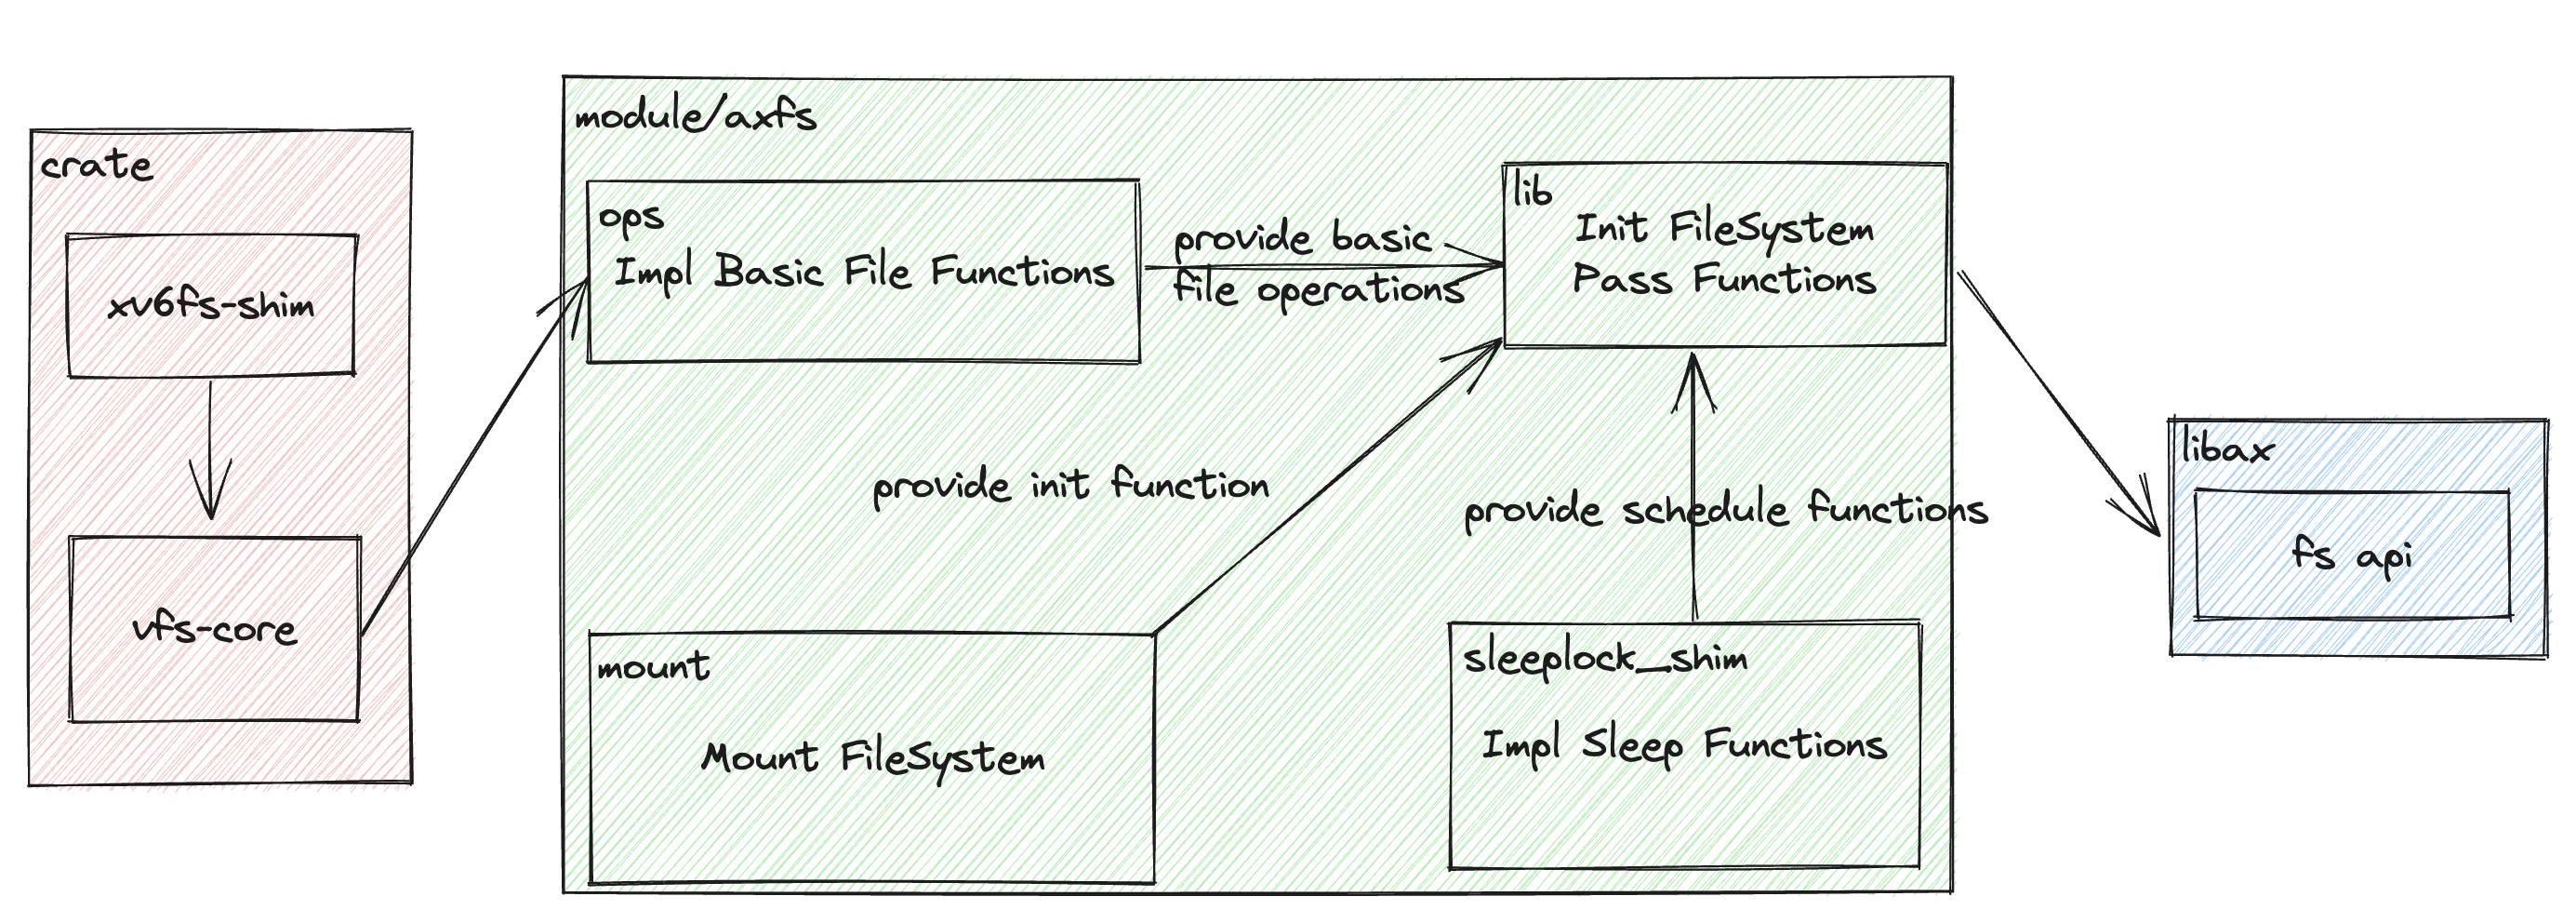 crate
xv6fs-shim
vfs-core
module/axfs
ops
Impl Basic File Functions
provide basic
file operations
lib
Init FileSystem
Pass Functions
provide init function
provide schedule functions
mount
Mount FileSystem
sleeplock_shim
Impl Sleep Functions
libax
fs api